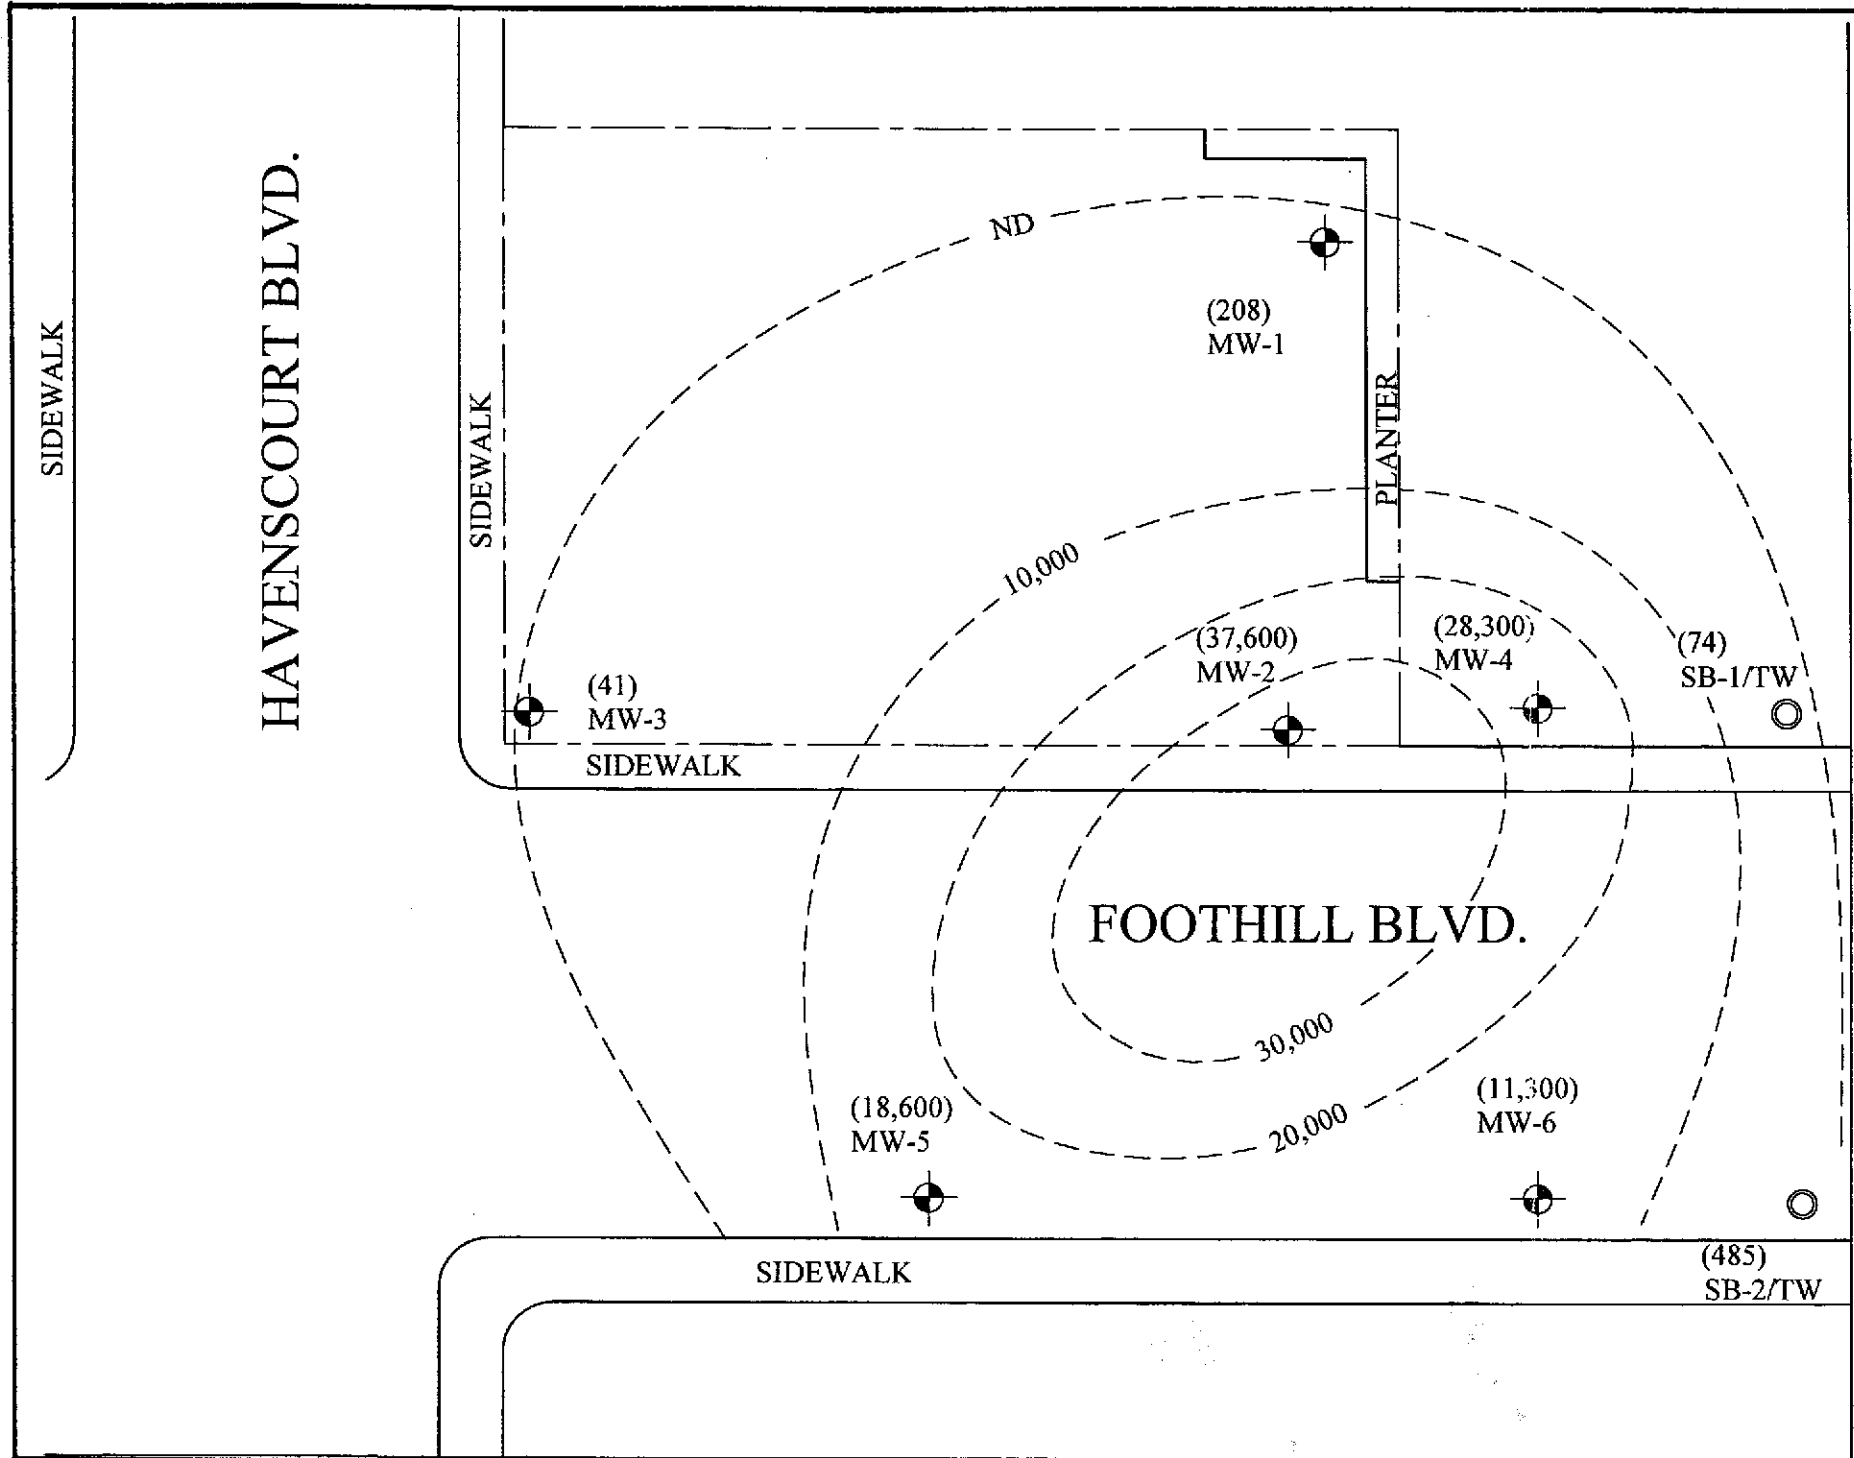 SIDEWALK
HAVENSCOURT BLVD.
SIDEWALK
ND
(208)
MW-1
PLANTER
10,000
(37,600)
MW-2
(28,300)
MW-4
(74)
SB-1/TW
(41)
MW-3
SIDEWALK
FOOTHILL BLVD.
30,000
20,000
(18,600)
MW-5
(11,300)
MW-6
SIDEWALK
(485)
SB-2/TW